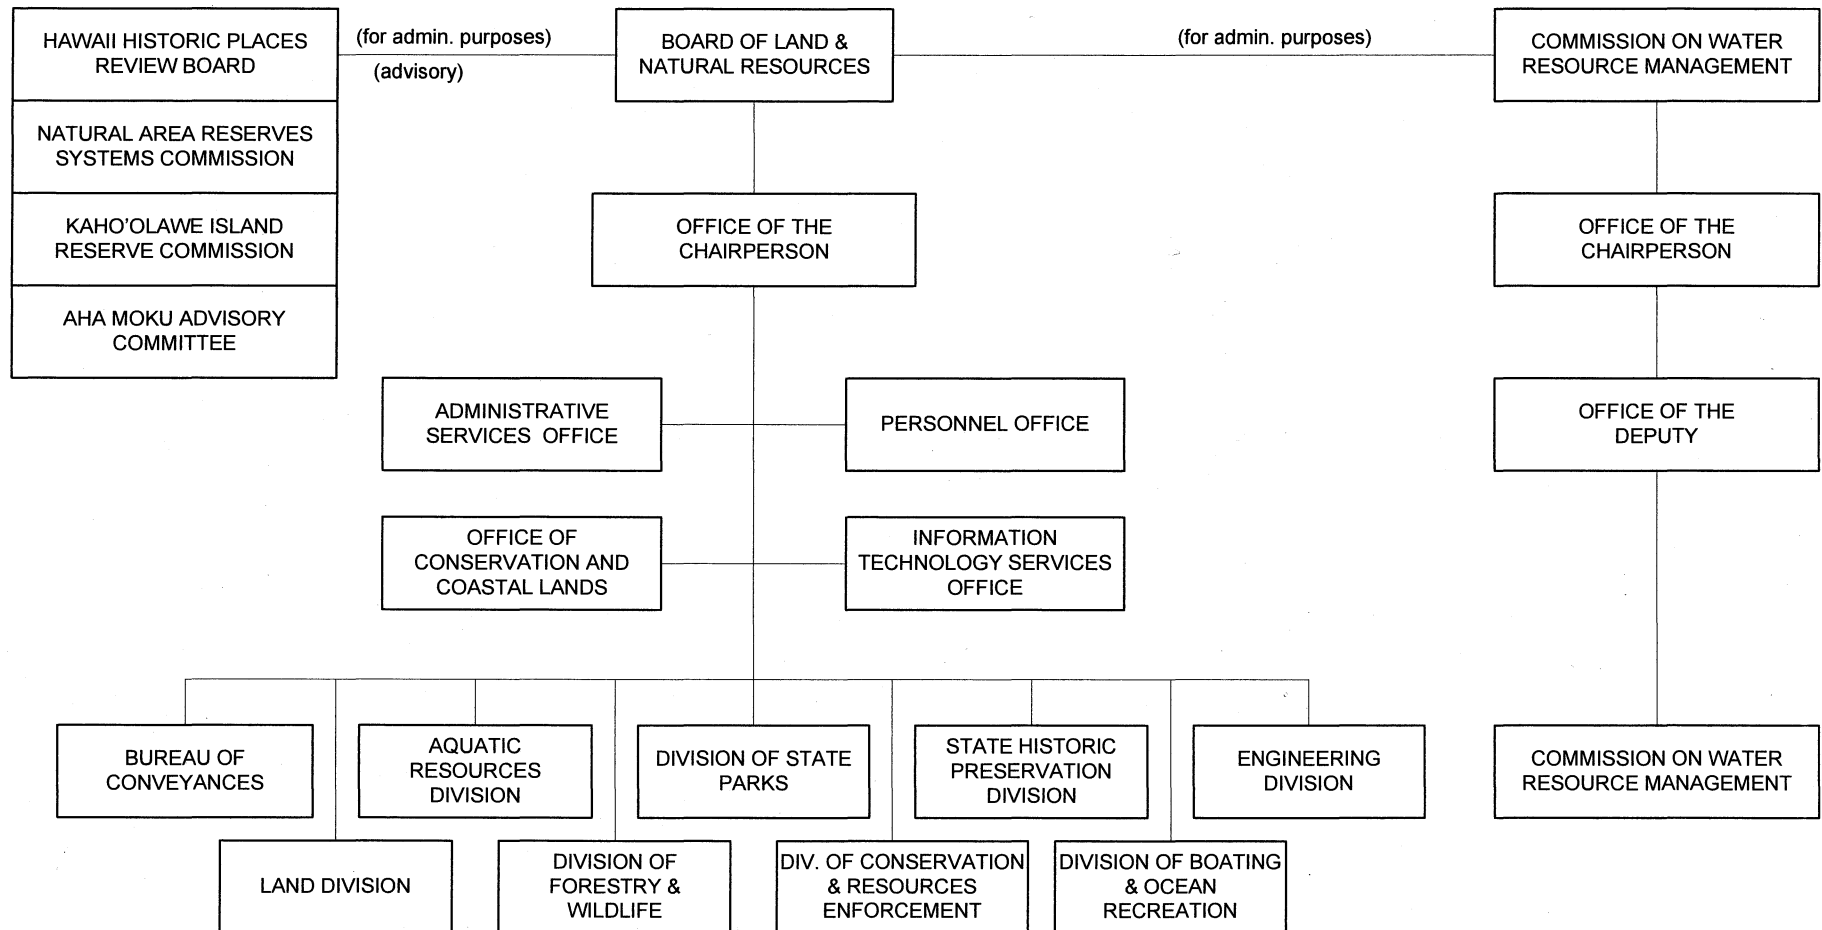 HAWAII HISTORIC PLACES
REVIEW BOARD
(for admin. purposes)
(advisory)
BOARD OF LAND &
NATURAL RESOURCES
(for admin. purposes)
COMMISSION ON WATER
RESOURCE MANAGEMENT
NATURAL AREA RESERVES
SYSTEMS COMMISSION
KAHO'OLAWE ISLAND
RESERVE COMMISSION
OFFICE OF THE
CHAIRPERSON
OFFICE OF THE
CHAIRPERSON
AHA MOKU ADVISORY
COMMITTEE
ADMINISTRATIVE
SERVICES OFFICE
PERSONNEL OFFICE
OFFICE OF THE
DEPUTY
OFFICE OF
CONSERVATION AND
COASTAL LANDS
INFORMATION
TECHNOLOGY SERVICES
OFFICE
BUREAU OF
CONVEYANCES
AQUATIC
RESOURCES
DIVISION
DIVISION OF STATE
PARKS
STATE HISTORIC
PRESERVATION
DIVISION
ENGINEERING
DIVISION
COMMISSION ON WATER
RESOURCE MANAGEMENT
LAND DIVISION
DIVISION OF
FORESTRY &
WILDLIFE
DIV. OF CONSERVATION
& RESOURCES
ENFORCEMENT
DIVISION OF BOATING
& OCEAN
RECREATION